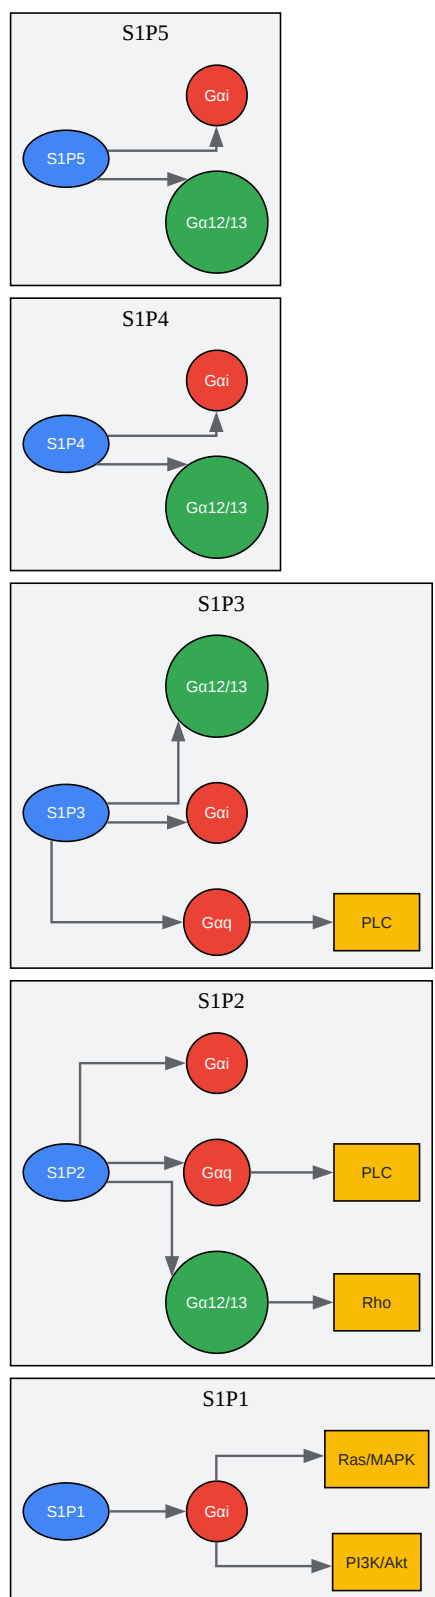 S1P5
Gαi
S1P5
Gα12/13
S1P4
Gαi
S1P4
Gα12/13
S1P3
Gα12/13
S1P3
Gαi
Gαq
PLC
S1P2
Gαi
S1P2
Gαq
PLC
Gα12/13
Rho
S1P1
Ras/MAPK
S1P1
Gαi
PI3K/Akt